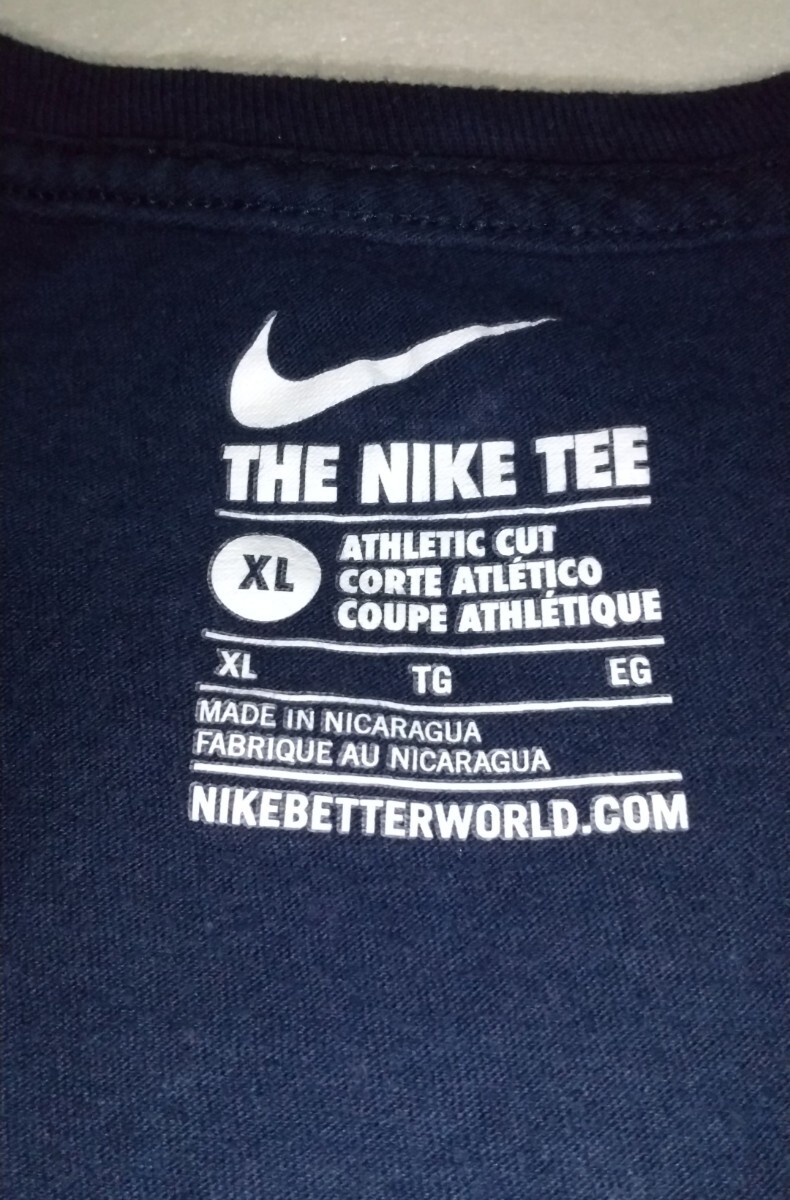 THE NIKE TEE
XL
ATHLETIC CUT
CORTE ATLÉTICO
COUPE ATHLÉTIQUE
XL TG EG
MADE IN NICARAGUA
FABRIQUE AU NICARAGUA
NIKEBETTERWORLD.COM